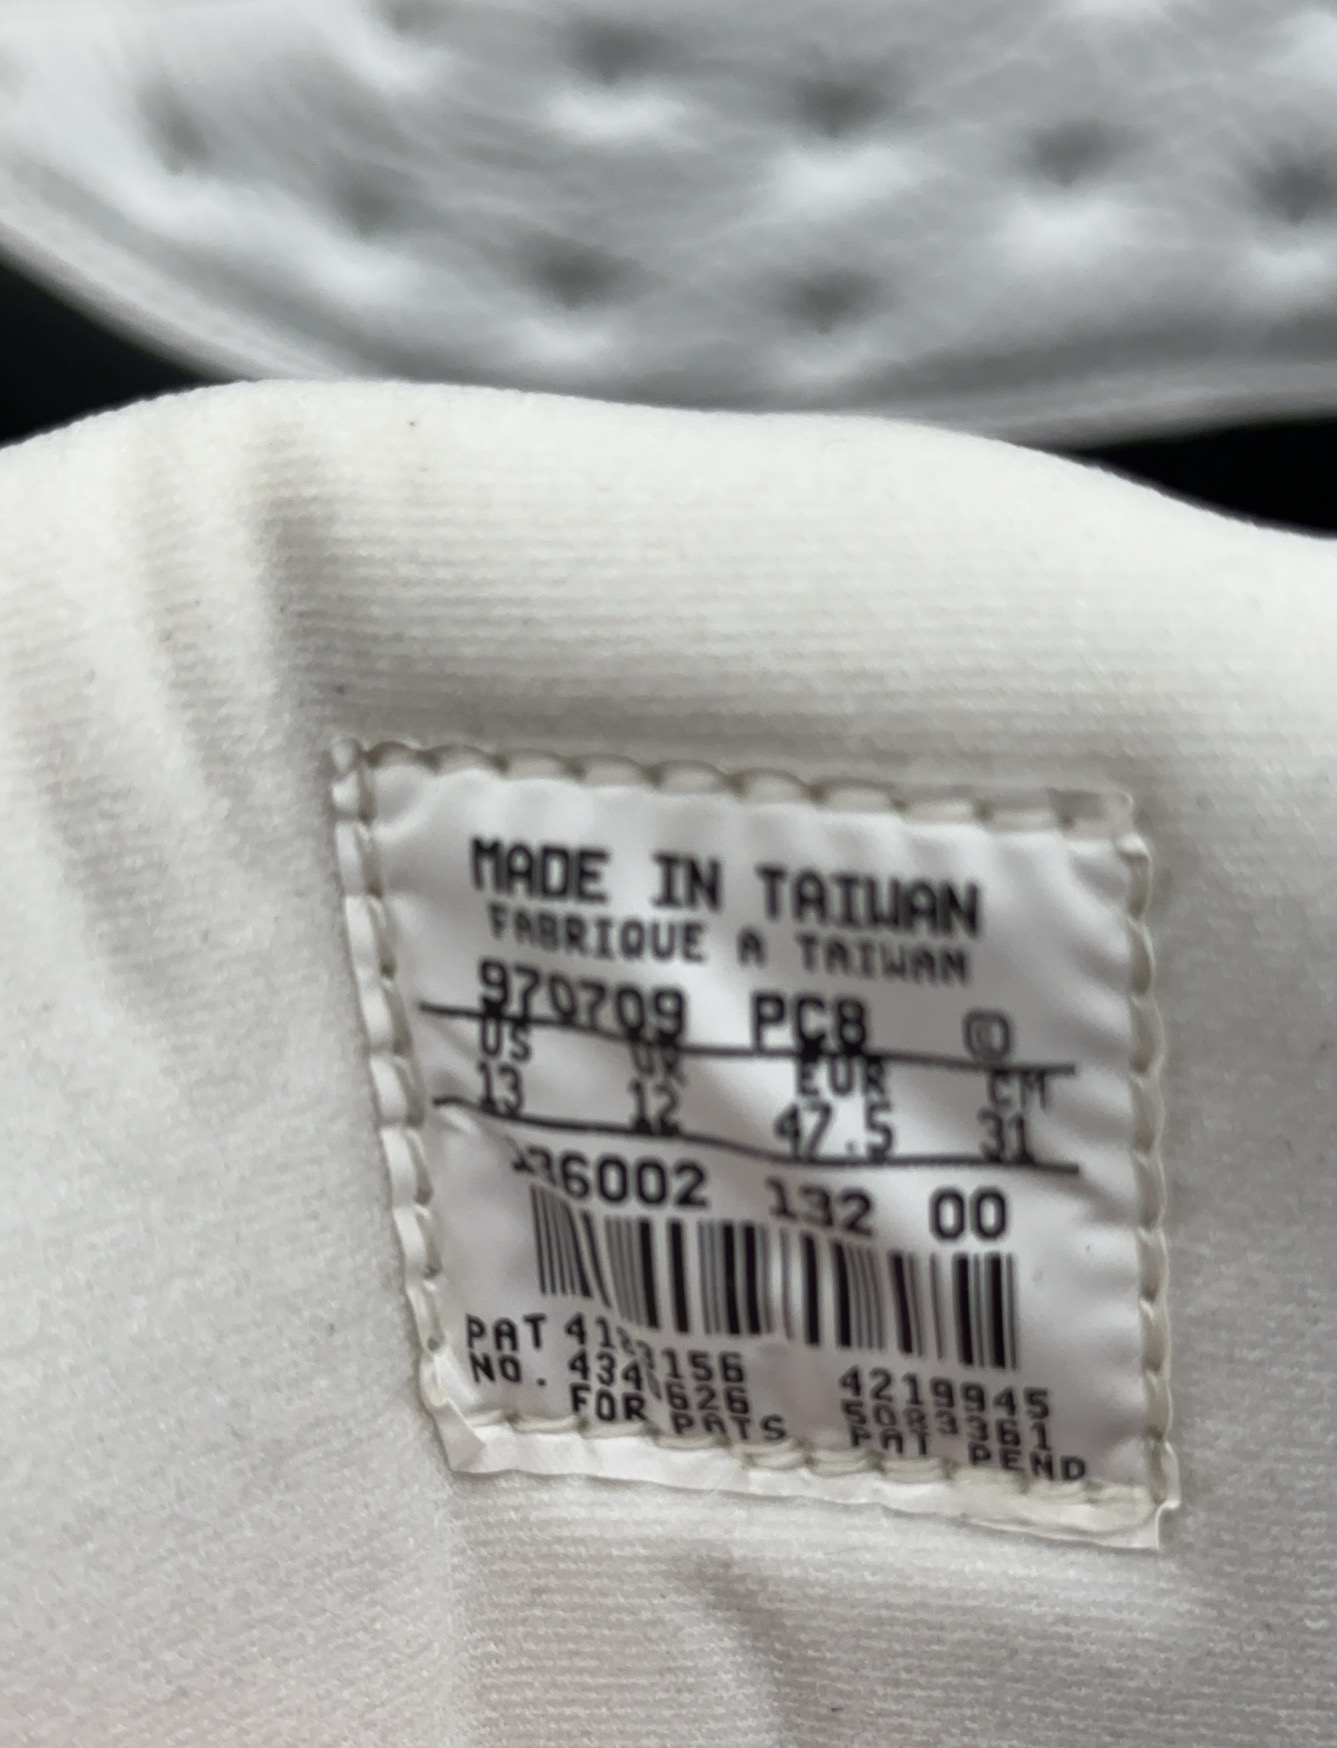 MADE IN TAIWAN
FABRIQUE A TAIWAN
970709 PC8 ©
US UK EUR CM
13 12 47.5 31
132 00
PAT 4219945
NO.
FOR PATS PAT PEND